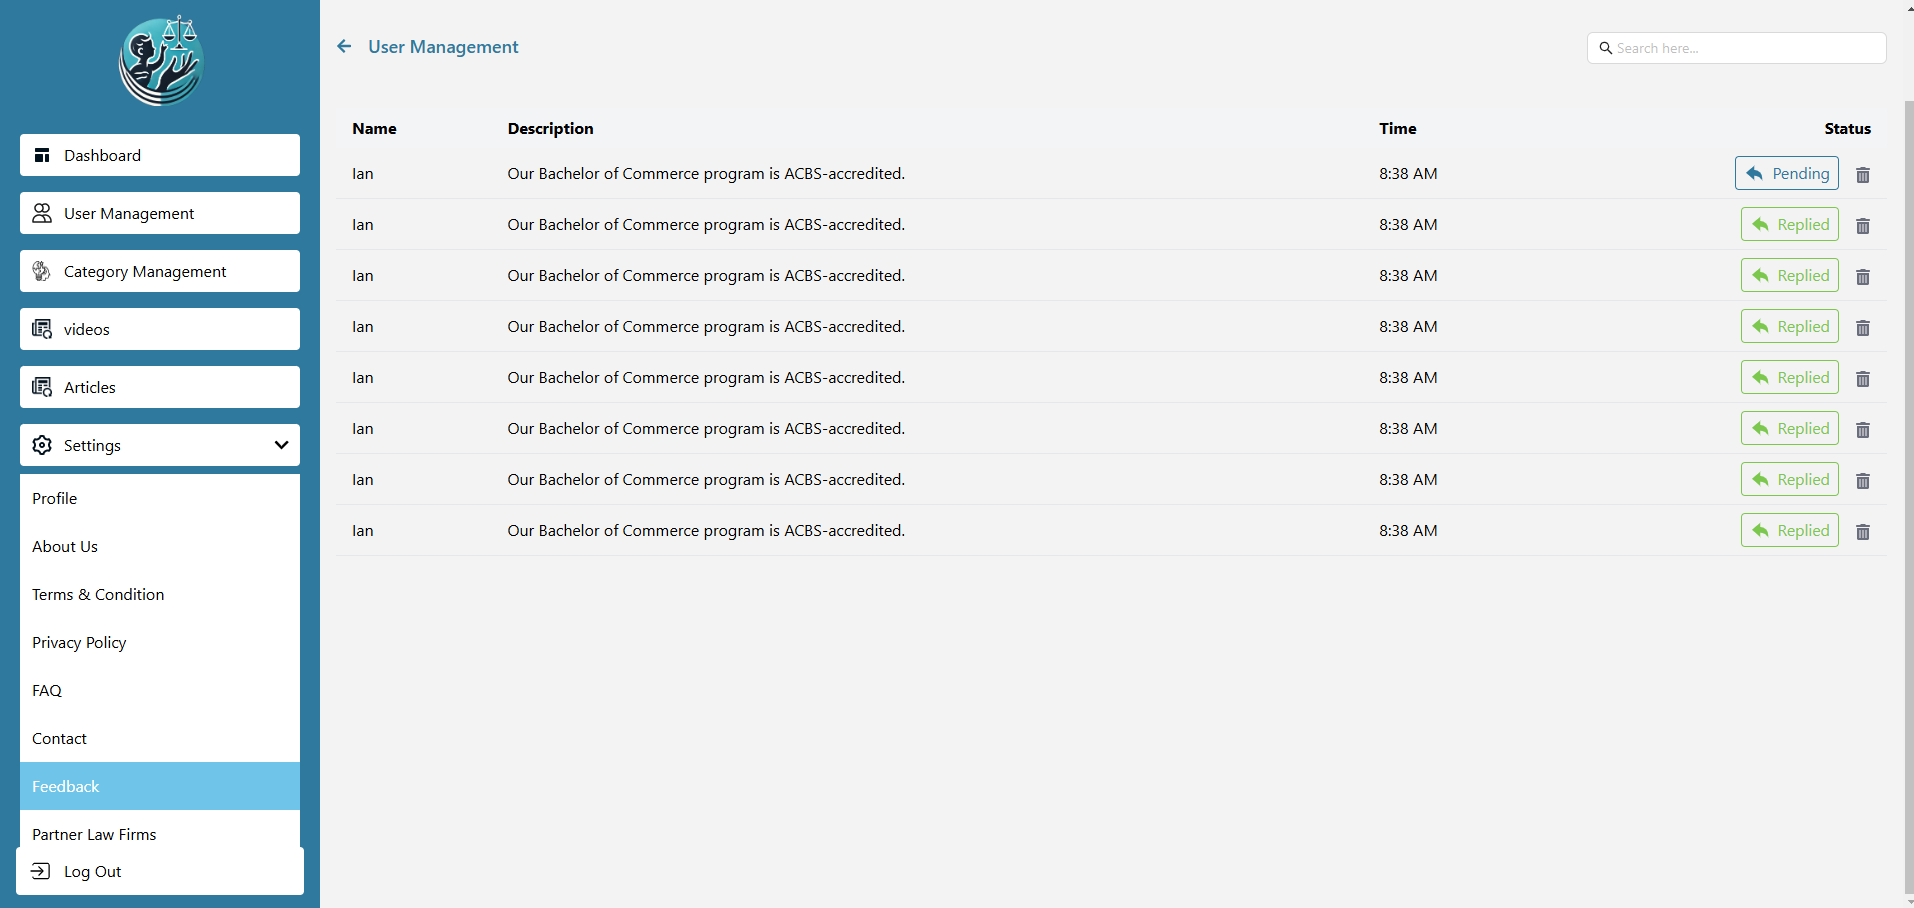 User Management
Search here...
Dashboard
User Management
Category Management
videos
Articles
Settings
Profile
About Us
Terms & Condition
Privacy Policy
FAQ
Contact
Feedback
Partner Law Firms
Log Out
Name Description Time Status
Ian Our Bachelor of Commerce program is ACBS-accredited. 8:38 AM Pending
Ian Our Bachelor of Commerce program is ACBS-accredited. 8:38 AM Replied
Ian Our Bachelor of Commerce program is ACBS-accredited. 8:38 AM Replied
Ian Our Bachelor of Commerce program is ACBS-accredited. 8:38 AM Replied
Ian Our Bachelor of Commerce program is ACBS-accredited. 8:38 AM Replied
Ian Our Bachelor of Commerce program is ACBS-accredited. 8:38 AM Replied
Ian Our Bachelor of Commerce program is ACBS-accredited. 8:38 AM Replied
Ian Our Bachelor of Commerce program is ACBS-accredited. 8:38 AM Replied